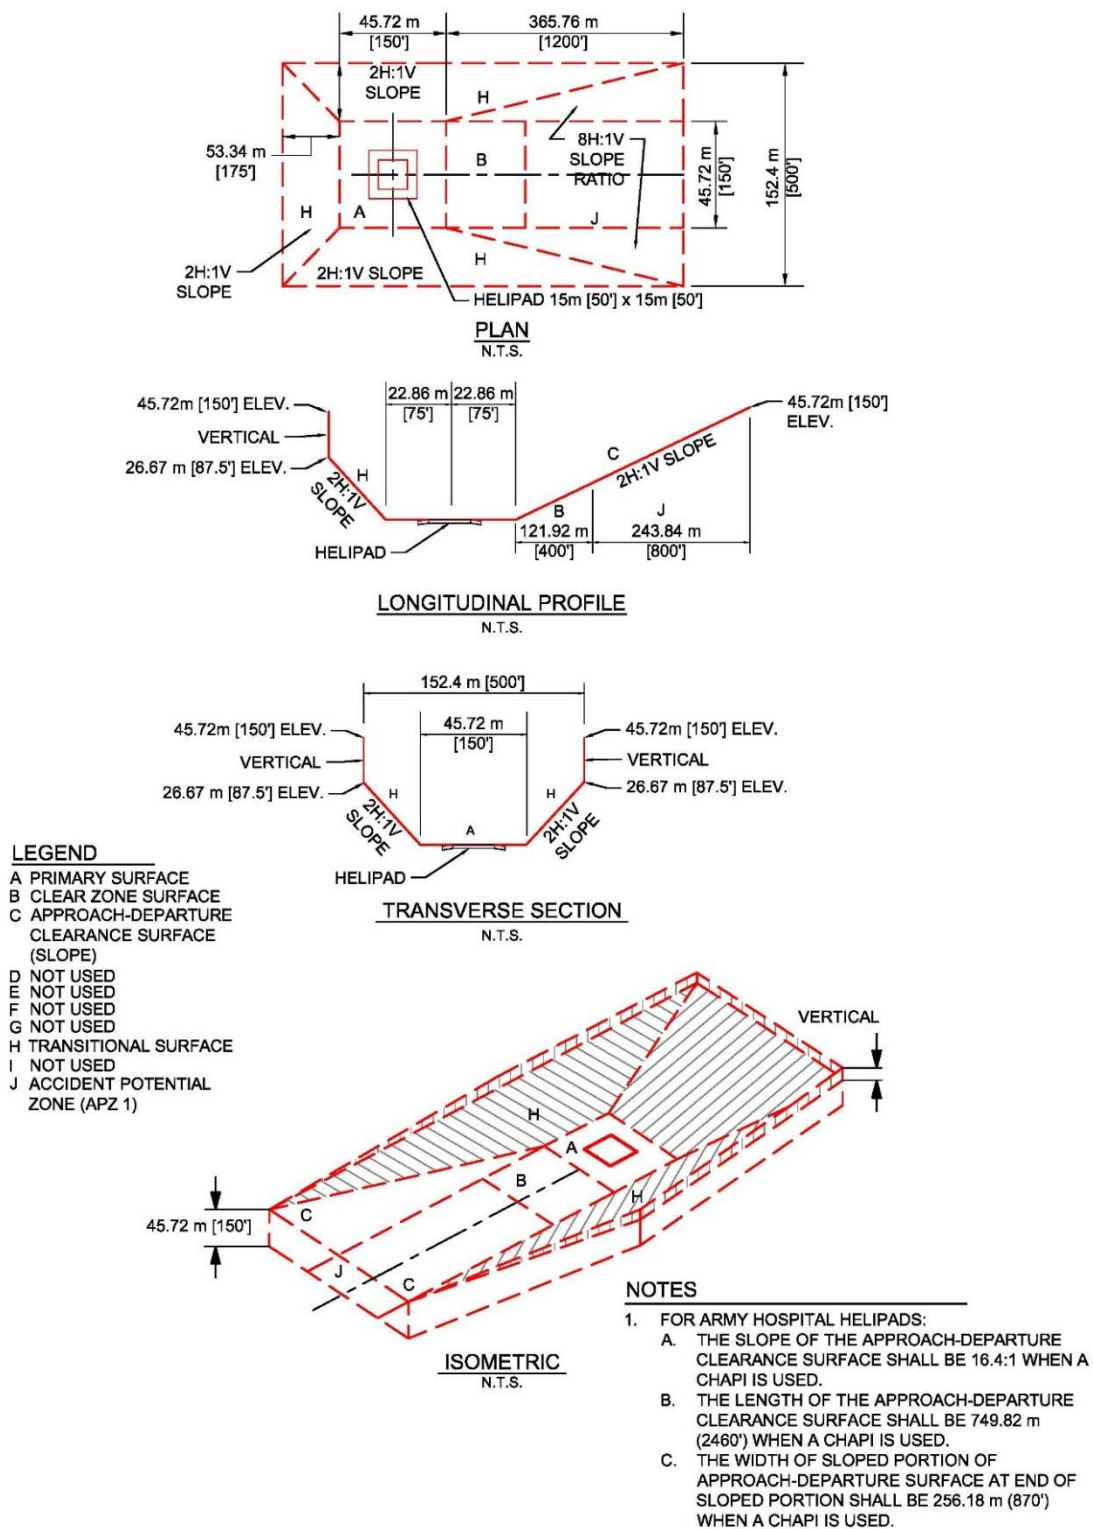 45.72 m
[150']
365.76 m
[1200']
2H:1V
SLOPE
H
53.34 m
[175']
B
8H:1V
SLOPE
RATIO
45.72 m
[150']
152.4 m
[500']
H
A
J
2H:1V
SLOPE
2H:1V SLOPE
H
HELIPAD 15m [50'] x 15m [50']
PLAN
N.T.S.
45.72m [150'] ELEV.
VERTICAL
26.67 m [87.5'] ELEV.
22.86 m
[75']
22.86 m
[75']
45.72m [150']
ELEV.
H
2H:1V
SLOPE
C
2H:1V SLOPE
B
J
121.92 m
[400']
243.84 m
[800']
HELIPAD
LONGITUDINAL PROFILE
N.T.S.
152.4 m [500']
45.72m [150'] ELEV.
45.72 m
[150']
45.72m [150'] ELEV.
VERTICAL
VERTICAL
26.67 m [87.5'] ELEV.
26.67 m [87.5'] ELEV.
H
H
2H:1V
SLOPE
A
2H:1V
SLOPE
HELIPAD
TRANSVERSE SECTION
N.T.S.
LEGEND
A PRIMARY SURFACE
B CLEAR ZONE SURFACE
C APPROACH-DEPARTURE
CLEARANCE SURFACE
(SLOPE)
D NOT USED
E NOT USED
F NOT USED
G NOT USED
H TRANSITIONAL SURFACE
I NOT USED
J ACCIDENT POTENTIAL
ZONE (APZ 1)
VERTICAL
H
A
B
H
C
45.72 m [150']
J
C
ISOMETRIC
N.T.S.
NOTES
1. FOR ARMY HOSPITAL HELIPADS:
A. THE SLOPE OF THE APPROACH-DEPARTURE
CLEARANCE SURFACE SHALL BE 16.4:1 WHEN A
CHAPI IS USED.
B. THE LENGTH OF THE APPROACH-DEPARTURE
CLEARANCE SURFACE SHALL BE 749.82 m
(2460') WHEN A CHAPI IS USED.
C. THE WIDTH OF SLOPED PORTION OF
APPROACH-DEPARTURE SURFACE AT END OF
SLOPED PORTION SHALL BE 256.18 m (870')
WHEN A CHAPI IS USED.